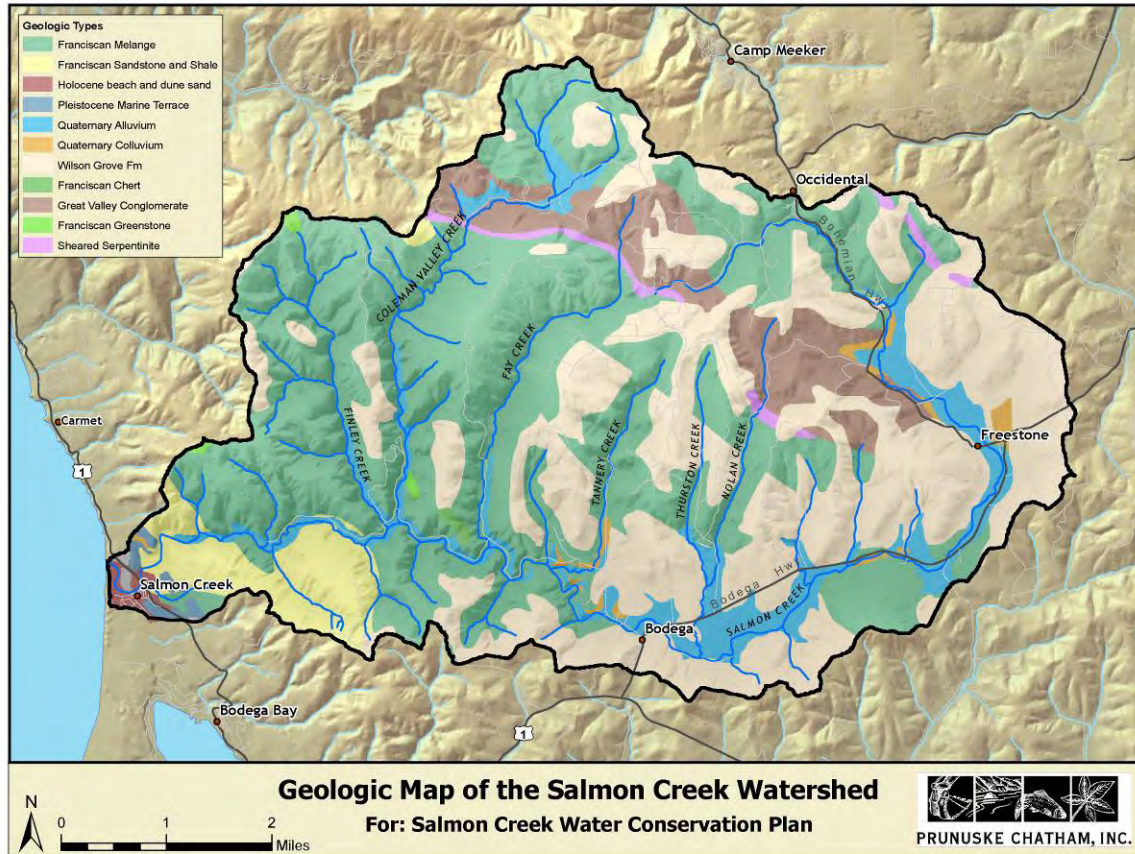 Geologic Types
Franciscan Melange
Franciscan Sandstone and Shale
Holocene beach and dune sand
Pleistocene Marine Terrace
Quaternary Alluvium
Quaternary Colluvium
Wilson Grove Fm
Franciscan Chert
Great Valley Conglomerate
Franciscan Greenstone
Sheared Serpentinite
Camp Meeker
Occidental
Bohemian Hwy
COLEMAN VALLEY CREEK
FAY CREEK
FINLEY CREEK
TANNERY CREEK
THURSTON CREEK
NOLAN CREEK
Carmet
1
Freestone
Salmon Creek
Bodega Hwy
SALMON CREEK
Bodega
Bodega Bay
1
Geologic Map of the Salmon Creek Watershed
For: Salmon Creek Water Conservation Plan
N
0 1 2
Miles
PRUNUSKE CHATHAM, INC.